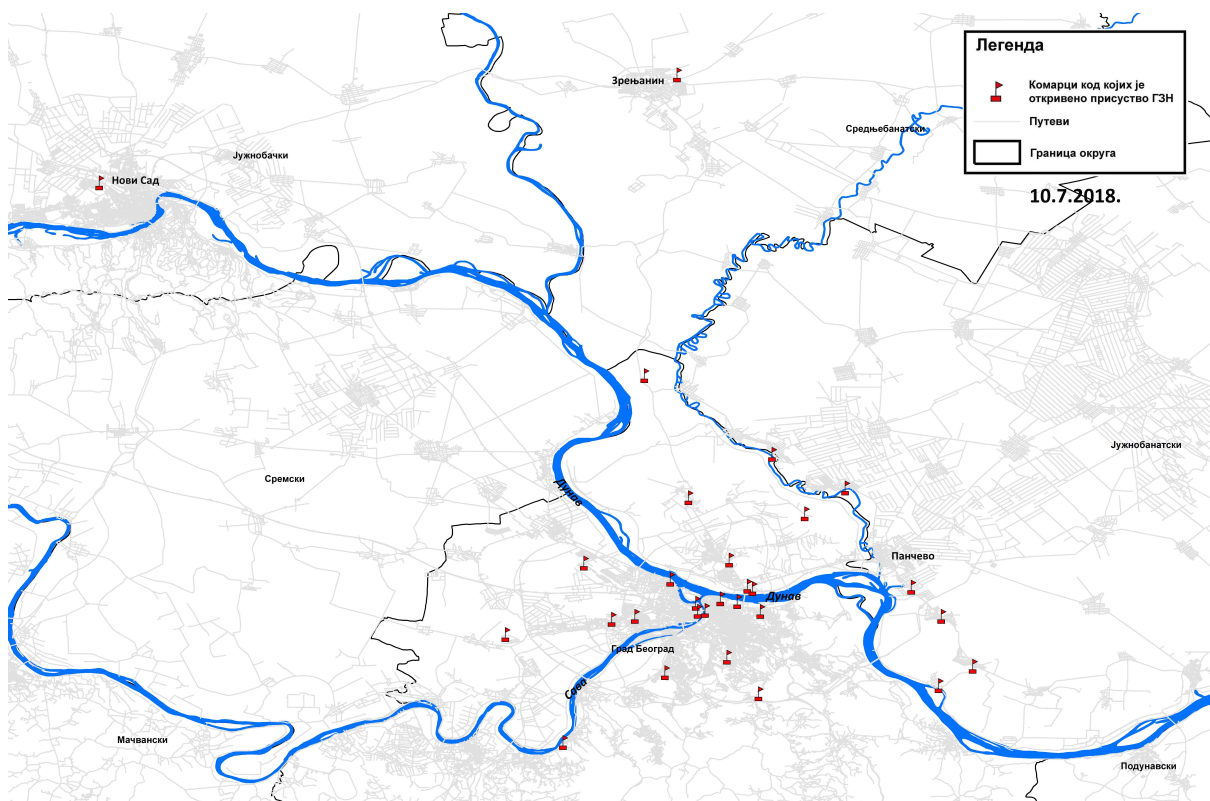 Легенда
Комарци код којих је
откривено присуство ГЗН
Путеви
Граница округа
10.7.2018.
Зрењанин
Средњебанатски
Јужнобачки
Нови Сад
Јужнобанатски
Сремски
Дунав
Панчево
Дунав
Град Београд
Сава
Мачвански
Подунавски